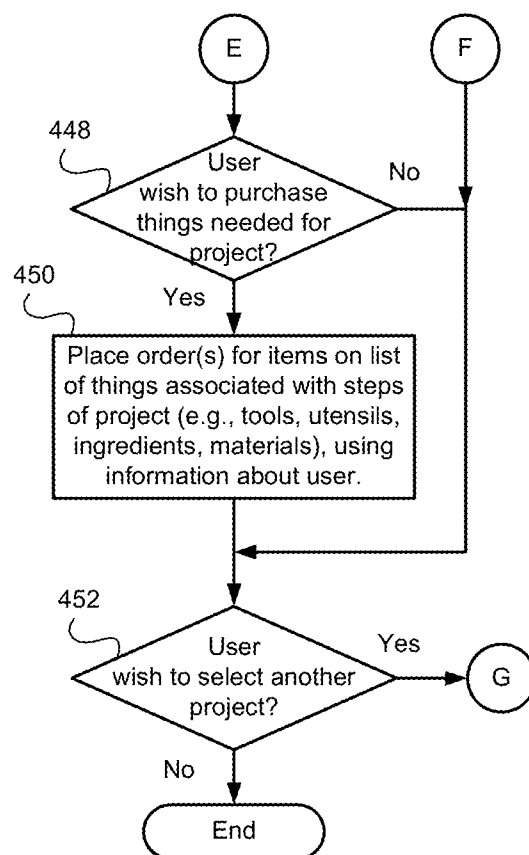 E
F
448
User
wish to purchase
things needed for
project?
No
Yes
450
Place order(s) for items on list
of things associated with steps
of project (e.g., tools, utensils,
ingredients, materials), using
information about user.
452
User
wish to select another
project?
Yes
G
No
End